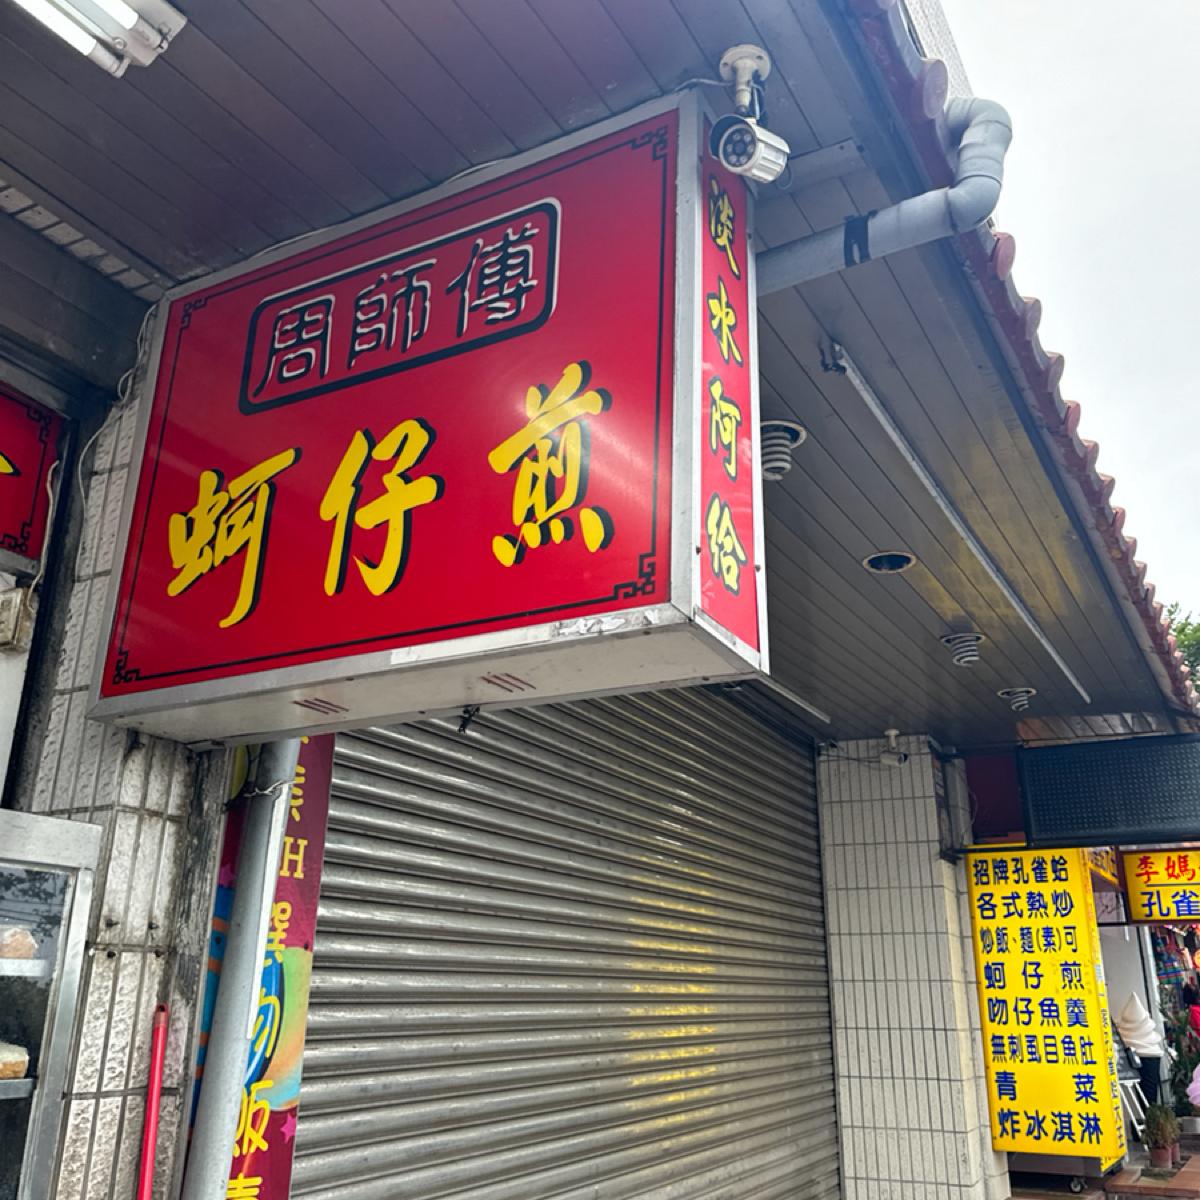 周師傅
蚵仔煎
淡水阿給
招牌孔雀蛤
各式熱炒
炒飯、麵(素)可
蚵仔煎
吻仔魚羹
無刺虱目魚肚
青菜
炸冰淇淋
李媽
孔雀
H
飯